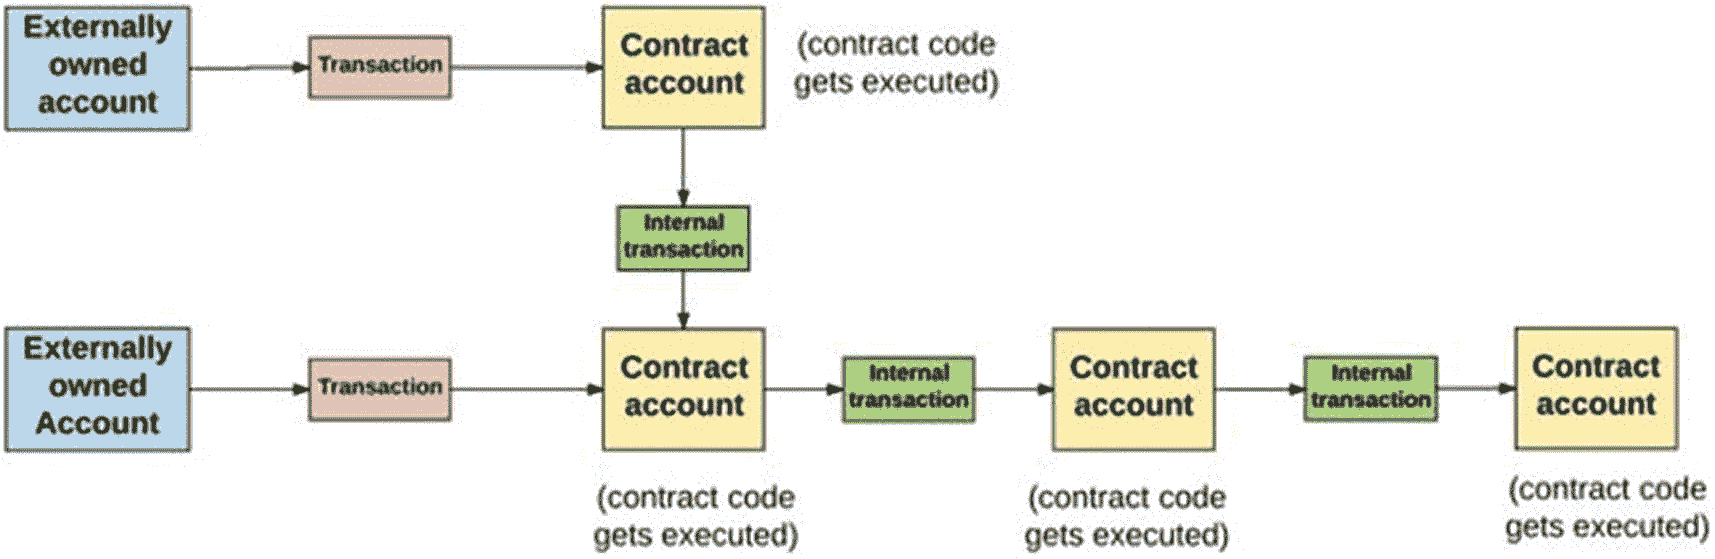 Externally
owned
account
Transaction
Contract
account
(contract code
gets executed)
Internal
transaction
Externally
owned
Account
Transaction
Contract
account
(contract code
gets executed)
Internal
transaction
Contract
account
(contract code
gets executed)
Internal
transaction
Contract
account
(contract code
gets executed)